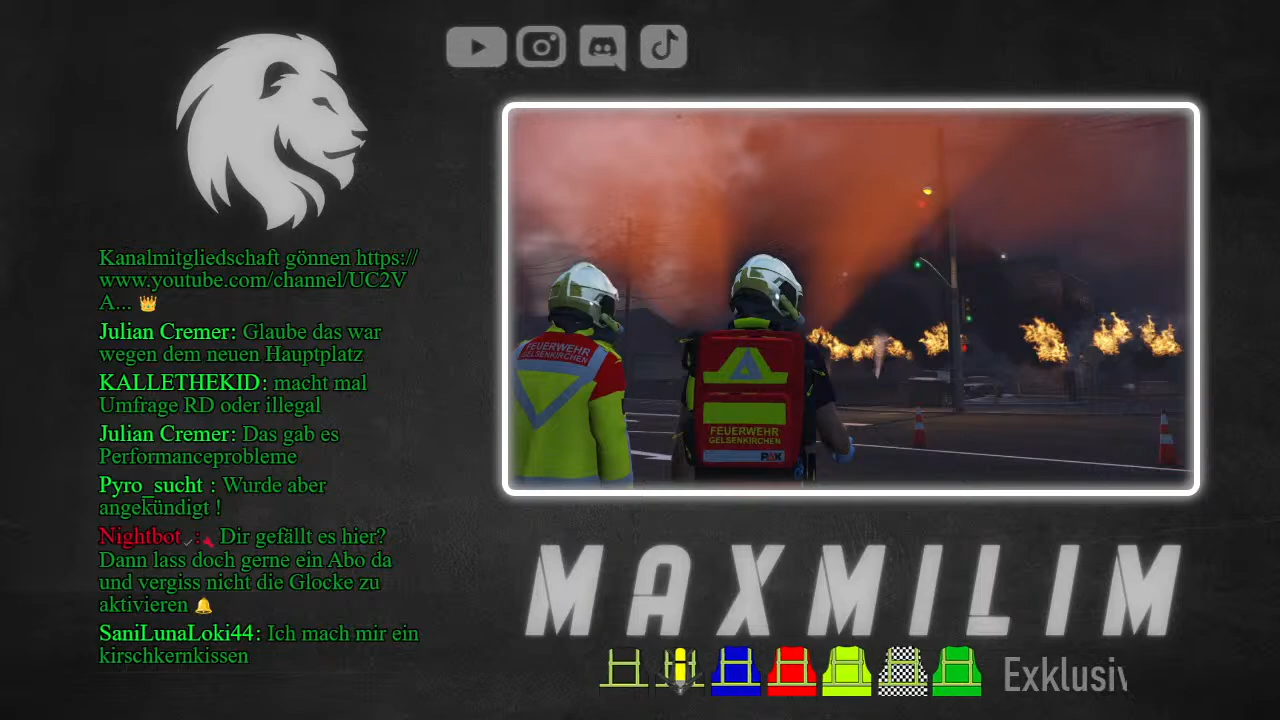 Kanalmitgliedschaft gönnen https://
www.youtube.com/channel/UC2V
A... 👑
Julian Cremer: Glaube das war
wegen dem neuen Hauptplatz
KALLETHEKID: macht mal
Umfrage RD oder illegal
Julian Cremer: Das gab es
Performanceprobleme
Pyro_sucht : Wurde aber
angekündigt !
Nightbot : Dir gefällt es hier?
Dann lass doch gerne ein Abo da
und vergiss nicht die Glocke zu
aktivieren 🔔
SaniLunaLoki44: Ich mach mir ein
kirschkernkissen
FEUERWEHR
GELSENKIRCHEN
FEUERWEHR
GELSENKIRCHEN
PAX
MAXMILIM
Exklusiv